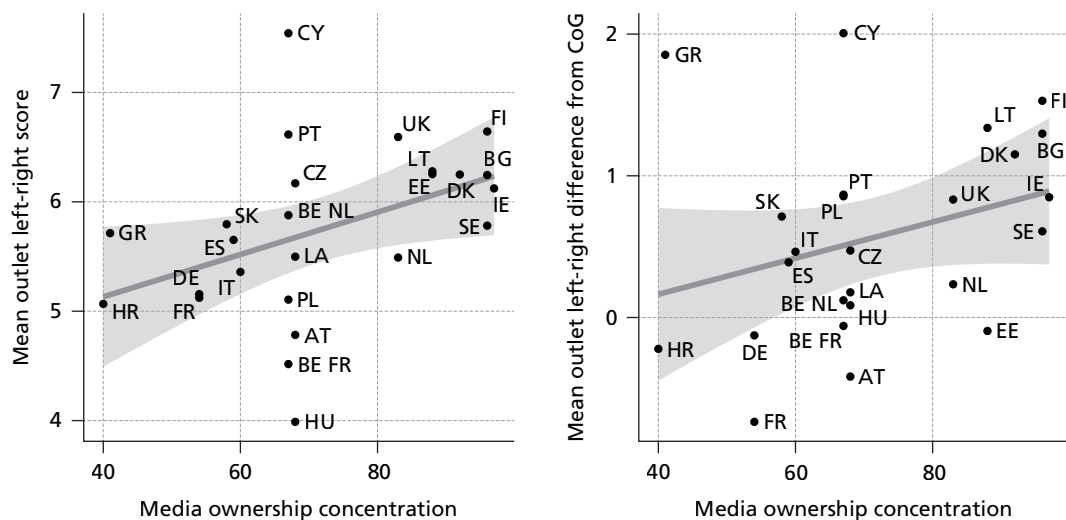 Mean outlet left-right score
7
6
5
4
CY
PT
CZ
BE NL
LA
PL
AT
BE FR
HU
UK
LT
EE
NL
FI
BG
DK
IE
SE
GR
SK
ES
DE
IT
FR
HR
40
60
80
Media ownership concentration
Mean outlet left-right difference from CoG
2
1
0
GR
CY
FI
LT
BG
DK
PT
PL
UK
IE
SE
SK
IT
ES
CZ
LA
BE NL
HU
BE FR
NL
EE
HR
DE
AT
FR
40
60
80
Media ownership concentration